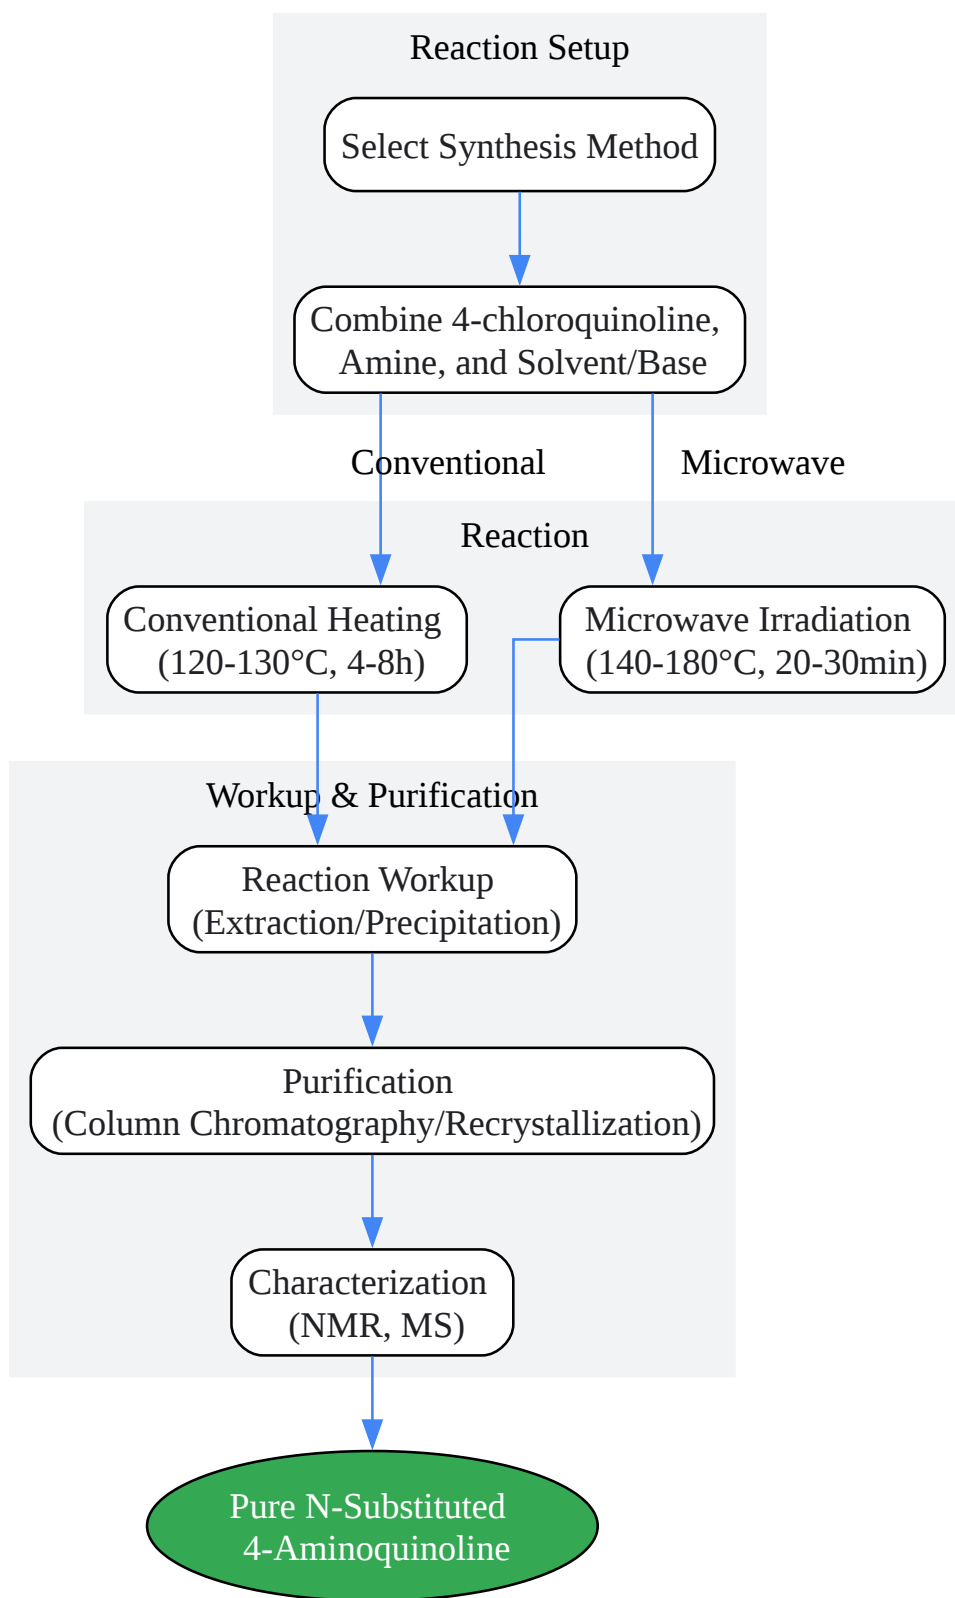 Reaction Setup
Select Synthesis Method
Combine 4-chloroquinoline,
Amine, and Solvent/Base
Conventional
Microwave
Reaction
Conventional Heating
(120-130°C, 4-8h)
Microwave Irradiation
(140-180°C, 20-30min)
Workup & Purification
Reaction Workup
(Extraction/Precipitation)
Purification
(Column Chromatography/Recrystallization)
Characterization
(NMR, MS)
Pure N-Substituted
4-Aminoquinoline